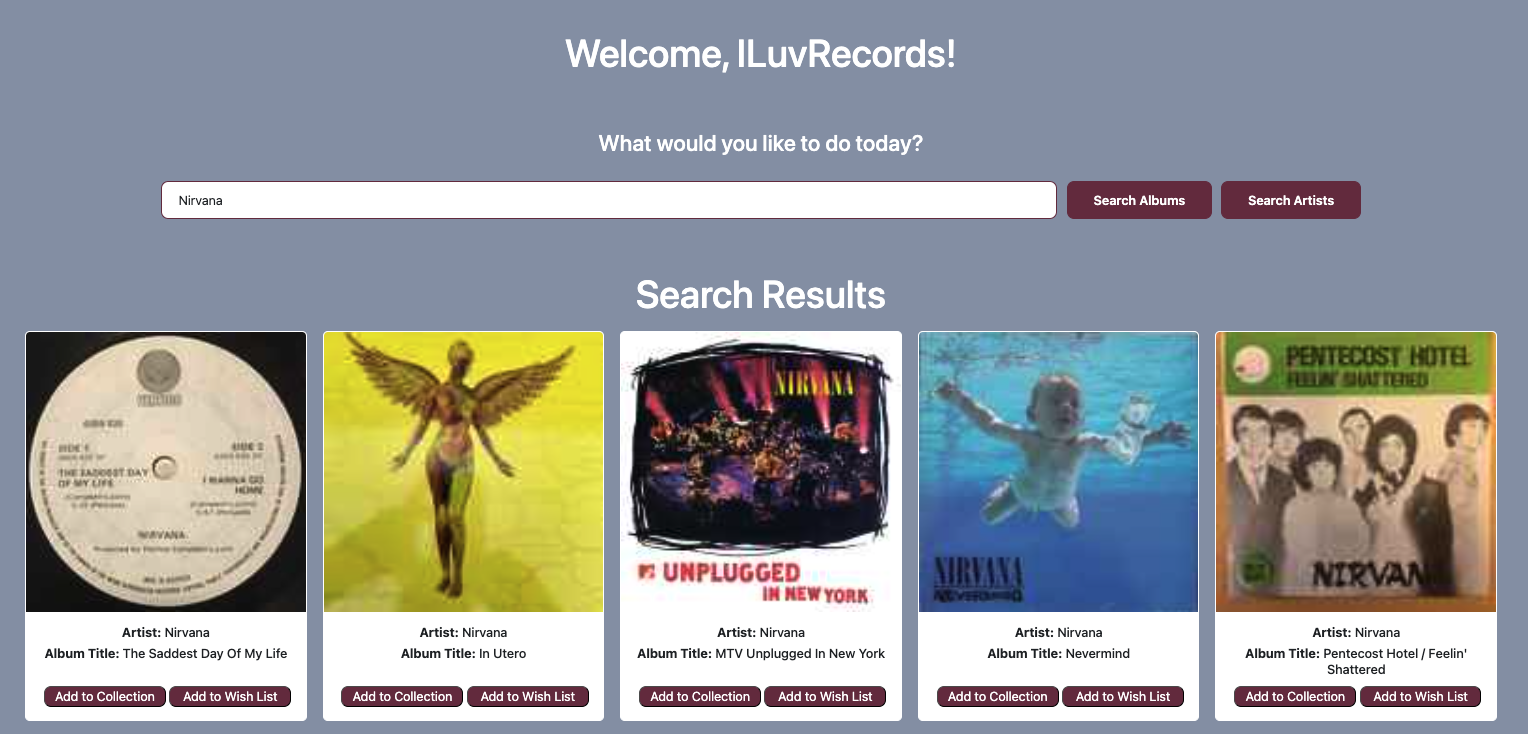 Welcome, ILuvRecords!
What would you like to do today?
Nirvana
Search Albums
Search Artists
Search Results
SIDE 1
SIDE 2
THE SADDEST DAY
OF MY LIFE
I WANNA GO
HOME
NIRVANA
Artist: Nirvana
Album Title: The Saddest Day Of My Life
Add to Collection
Add to Wish List
Artist: Nirvana
Album Title: In Utero
Add to Collection
Add to Wish List
NIRVANA
UNPLUGGED
IN NEW YORK
Artist: Nirvana
Album Title: MTV Unplugged In New York
Add to Collection
Add to Wish List
NIRVANA
NEVERMIND
Artist: Nirvana
Album Title: Nevermind
Add to Collection
Add to Wish List
PENTECOST HOTEL
FEELIN' SHATTERED
NIRVANA
Artist: Nirvana
Album Title: Pentecost Hotel / Feelin'
Shattered
Add to Collection
Add to Wish List